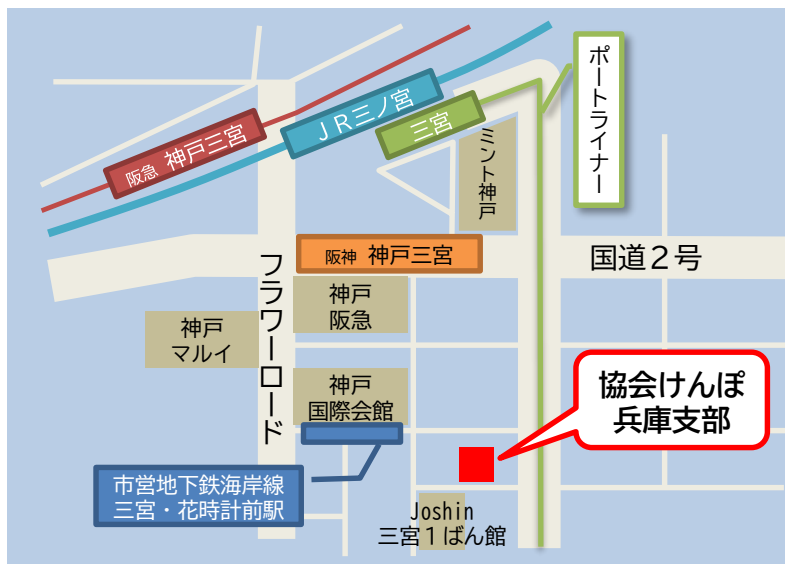 ポートライナー
ＪＲ三ノ宮
三宮
阪急 神戸三宮
ミント神戸
阪神 神戸三宮
国道２号
フラワーロード
神戸
阪急
神戸
マルイ
神戸
国際会館
協会けんぽ
兵庫支部
市営地下鉄海岸線
三宮・花時計前駅
Joshin
三宮１ばん館